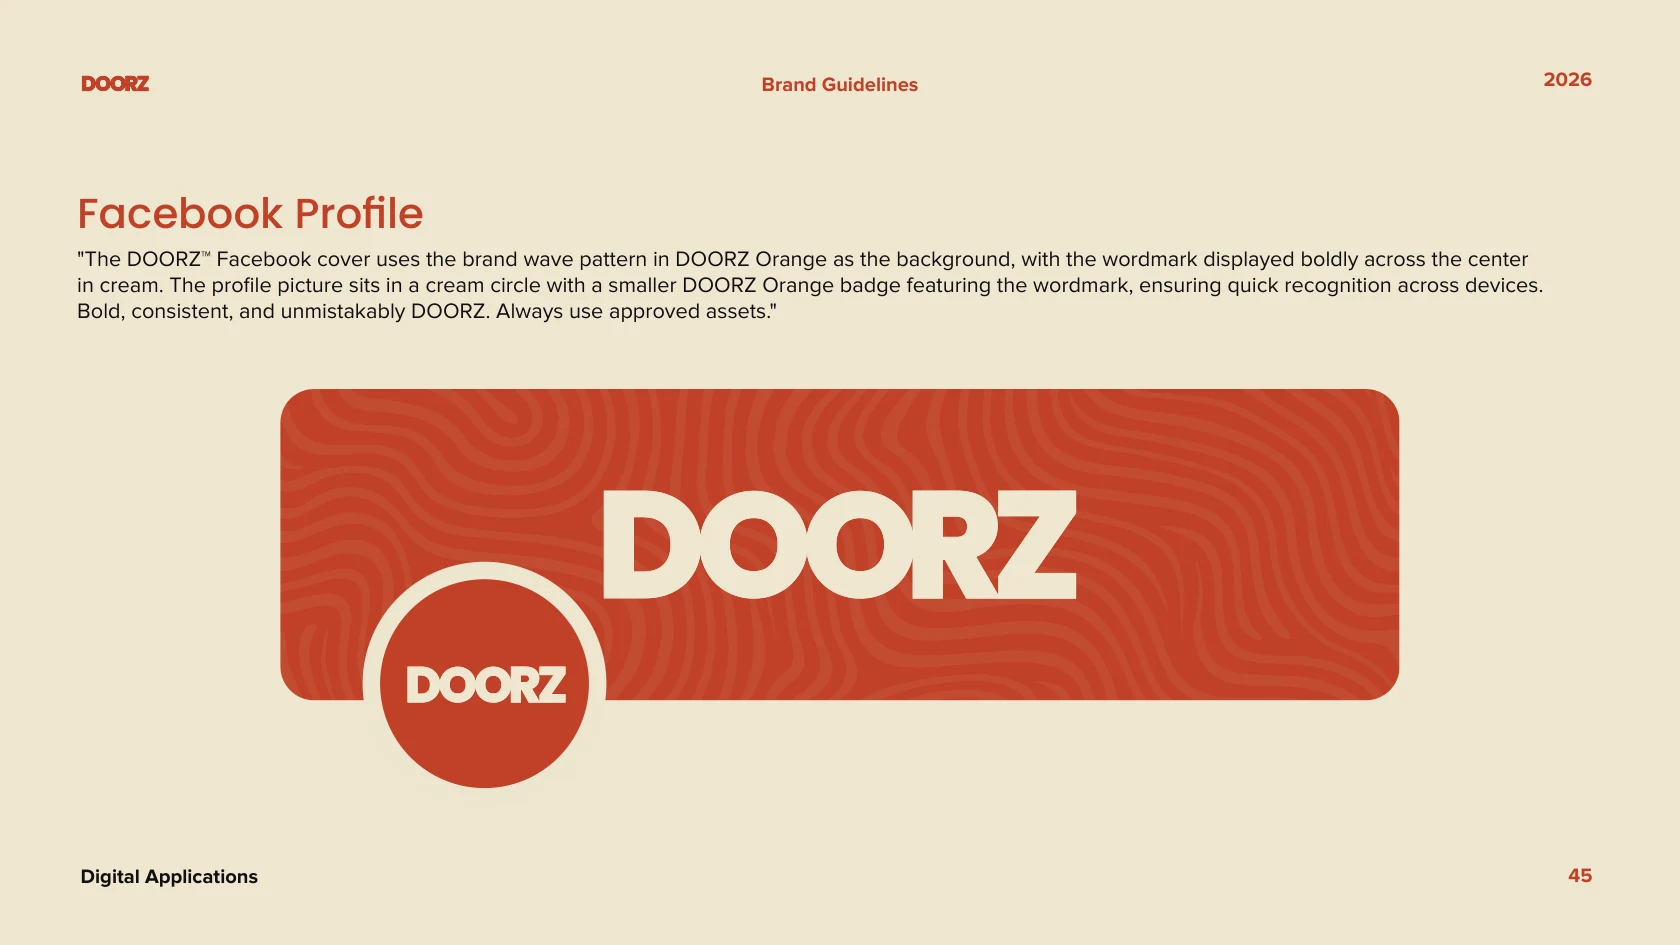 DOORZ
Brand Guidelines
2026
Facebook Profile
"The DOORZ™ Facebook cover uses the brand wave pattern in DOORZ Orange as the background, with the wordmark displayed boldly across the center
in cream. The profile picture sits in a cream circle with a smaller DOORZ Orange badge featuring the wordmark, ensuring quick recognition across devices.
Bold, consistent, and unmistakably DOORZ. Always use approved assets."
DOORZ
DOORZ
Digital Applications
45